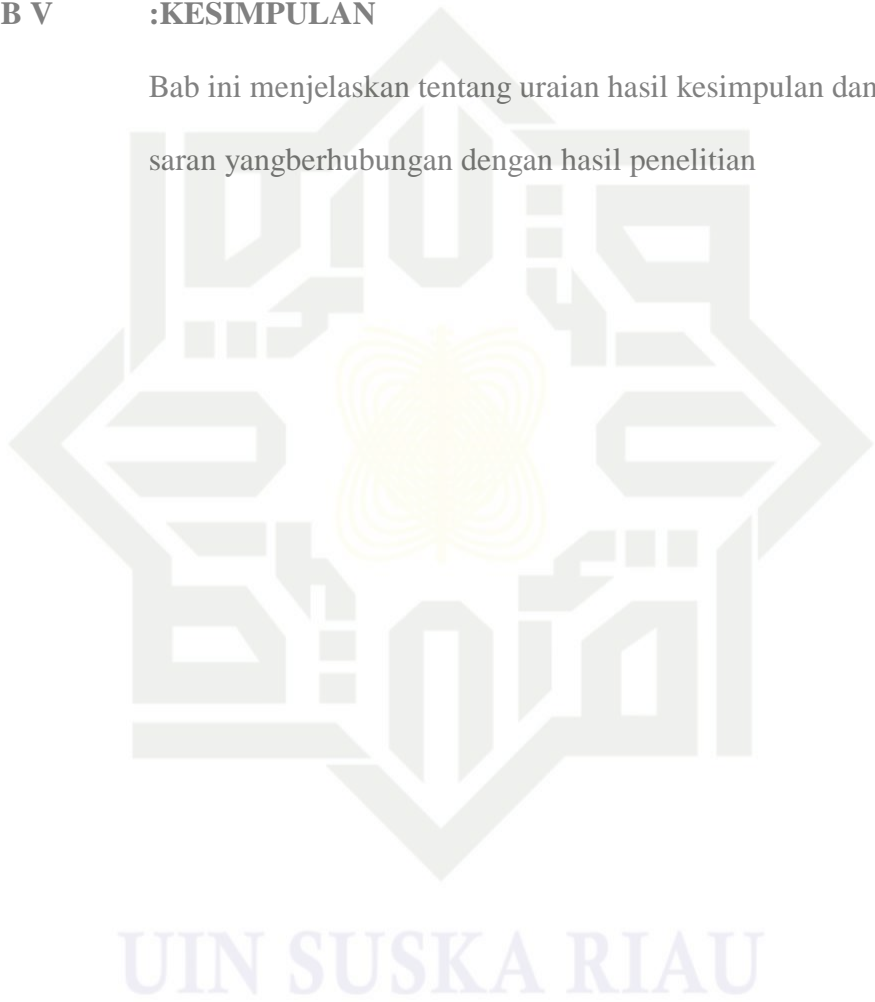 B V :KESIMPULAN
Bab ini menjelaskan tentang uraian hasil kesimpulan dan
saran yangberhubungan dengan hasil penelitian
UIN SUSKA RIAU